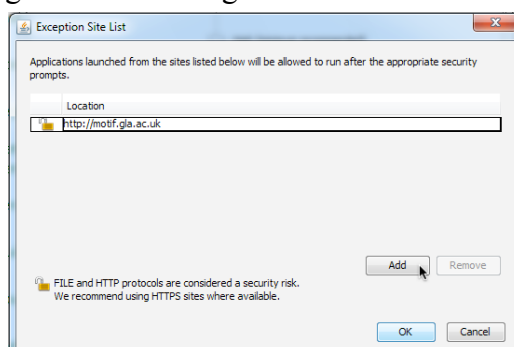 Exception Site List
Applications launched from the sites listed below will be allowed to run after the appropriate security
prompts.
Location
http://motif.gla.ac.uk
Add
Remove
FILE and HTTP protocols are considered a security risk.
We recommend using HTTPS sites where available.
OK
Cancel